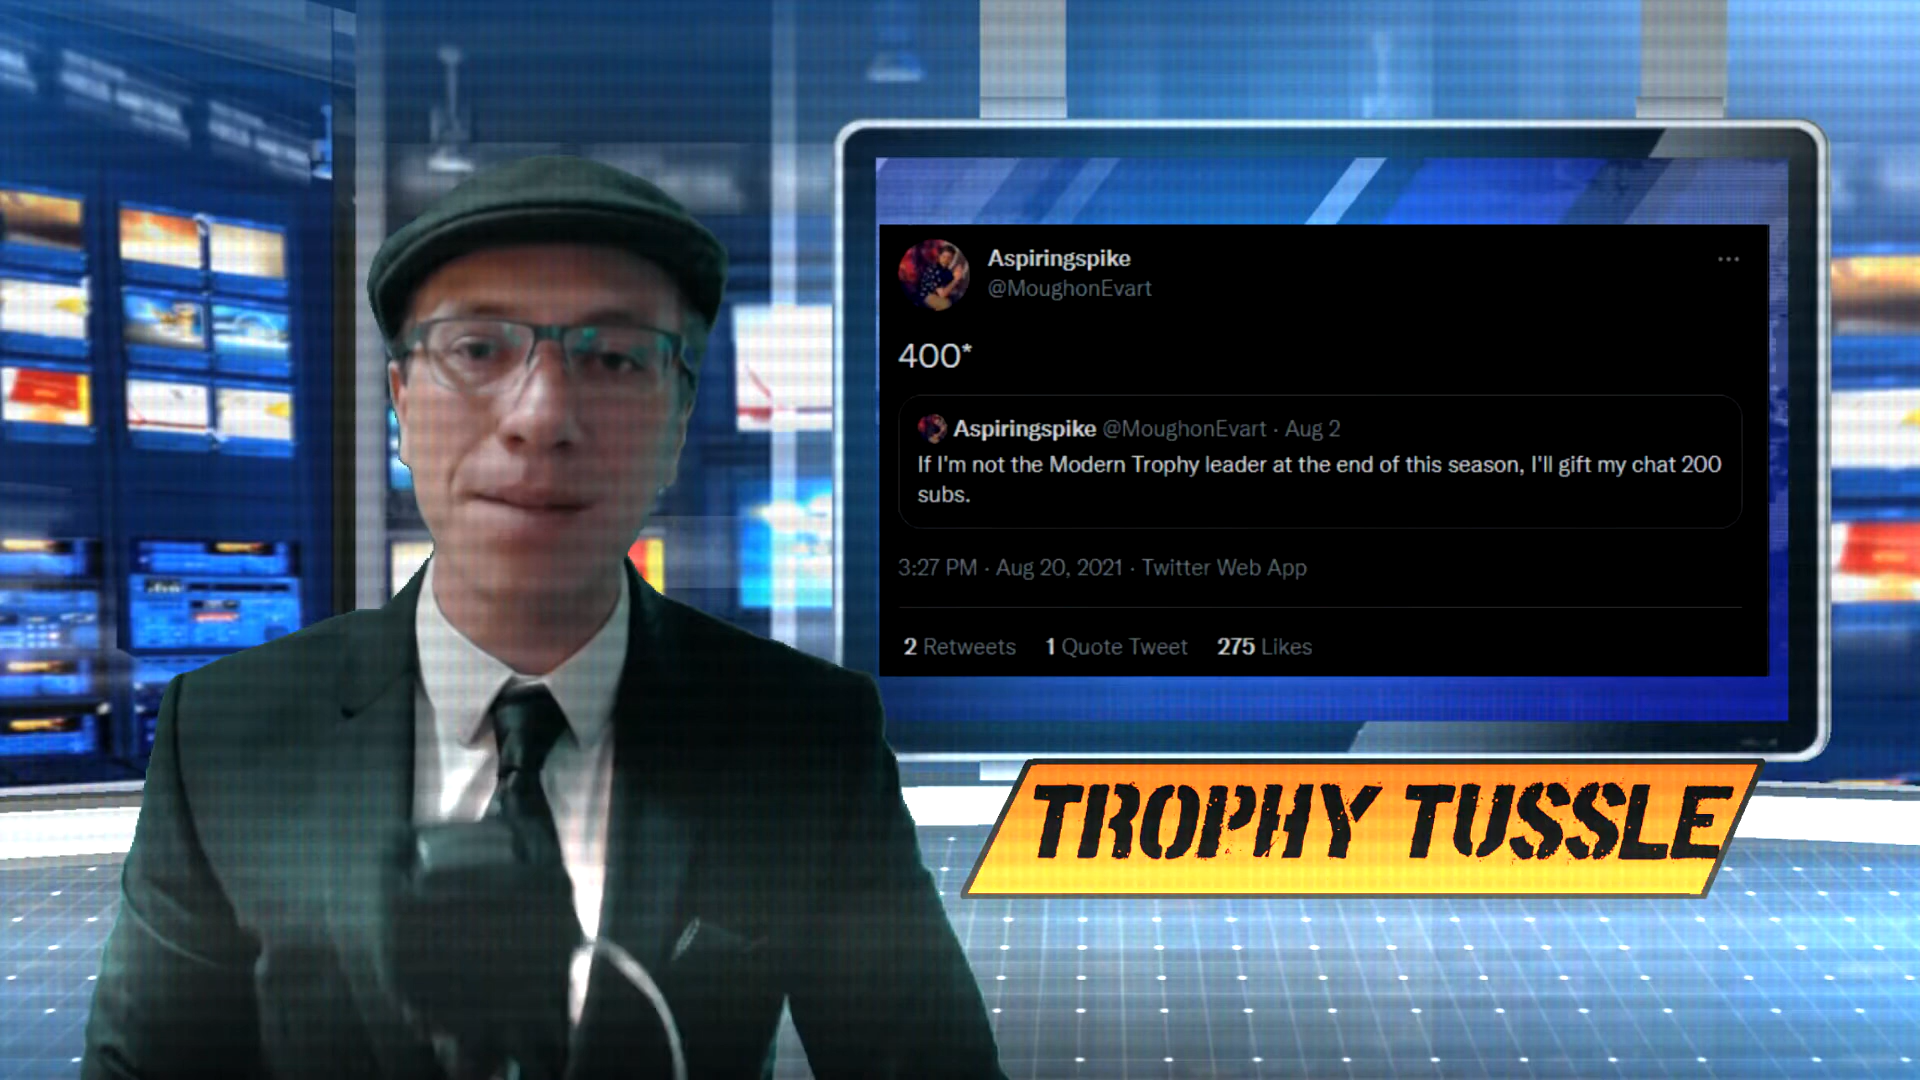 Aspiringspike
@MoughonEvart
400*
Aspiringspike @MoughonEvart · Aug 2
If I'm not the Modern Trophy leader at the end of this season, I'll gift my chat 200
subs.
3:27 PM · Aug 20, 2021 · Twitter Web App
2 Retweets 1 Quote Tweet 275 Likes
TROPHY TUSSLE